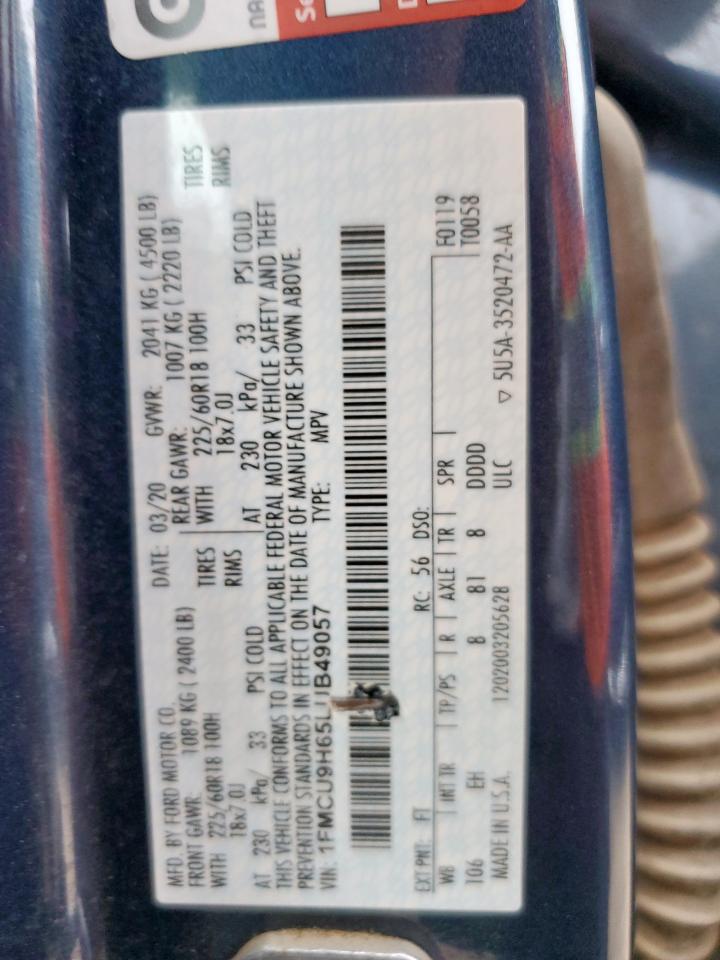 MFD. BY FORD MOTOR CO. DATE: 03/20 GVWR: 2041 KG ( 4500 LB)
FRONT GAWR: 1089 KG ( 2400 LB) REAR GAWR: 1007 KG ( 2220 LB)
WITH 225/60R18 100H TIRES WITH 225/60R18 100H TIRES
18x7.0J RIMS 18x7.0J RIMS
AT 230 kPa/ 33 PSI COLD AT 230 kPa/ 33 PSI COLD
THIS VEHICLE CONFORMS TO ALL APPLICABLE FEDERAL MOTOR VEHICLE SAFETY AND THEFT
PREVENTION STANDARDS IN EFFECT ON THE DATE OF MANUFACTURE SHOWN ABOVE.
VIN: 1FMCU9H65LUB49057 TYPE: MPV
EXT PNT: FT RC: 56 DSO: F0119
WB INT TR TP/PS R AXLE TR SPR T0058
106 EH 8 81 8 DDDD
MADE IN U.S.A. 1202003205628 ULC ▽ 5U5A-3520472-AA